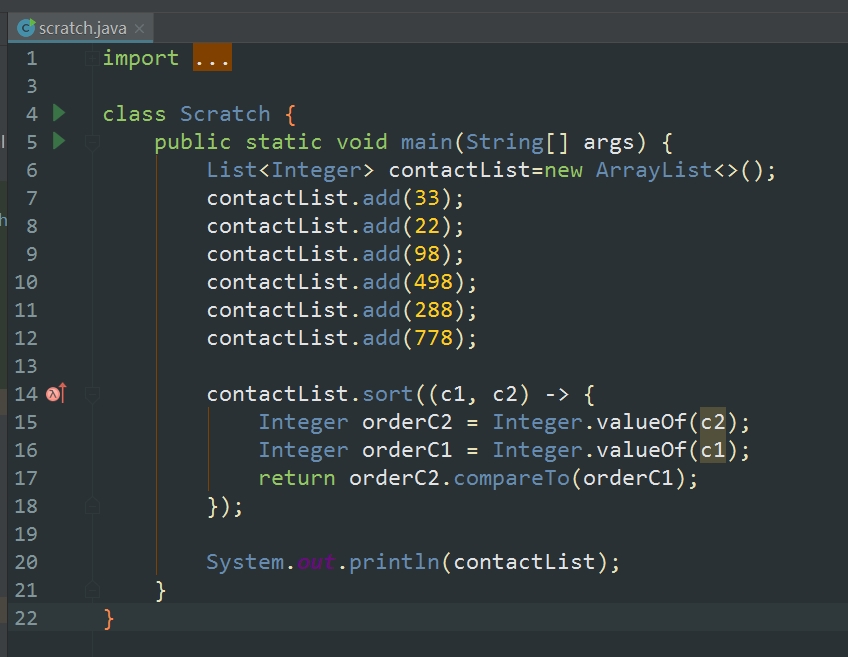 scratch.java
1 import ...
3
4 class Scratch {
5 public static void main(String[] args) {
6 List<Integer> contactList=new ArrayList<>();
7 contactList.add(33);
8 contactList.add(22);
9 contactList.add(98);
10 contactList.add(498);
11 contactList.add(288);
12 contactList.add(778);
13
14 contactList.sort((c1, c2) -> {
15 Integer orderC2 = Integer.valueOf(c2);
16 Integer orderC1 = Integer.valueOf(c1);
17 return orderC2.compareTo(orderC1);
18 });
19
20 System.out.println(contactList);
21 }
22 }